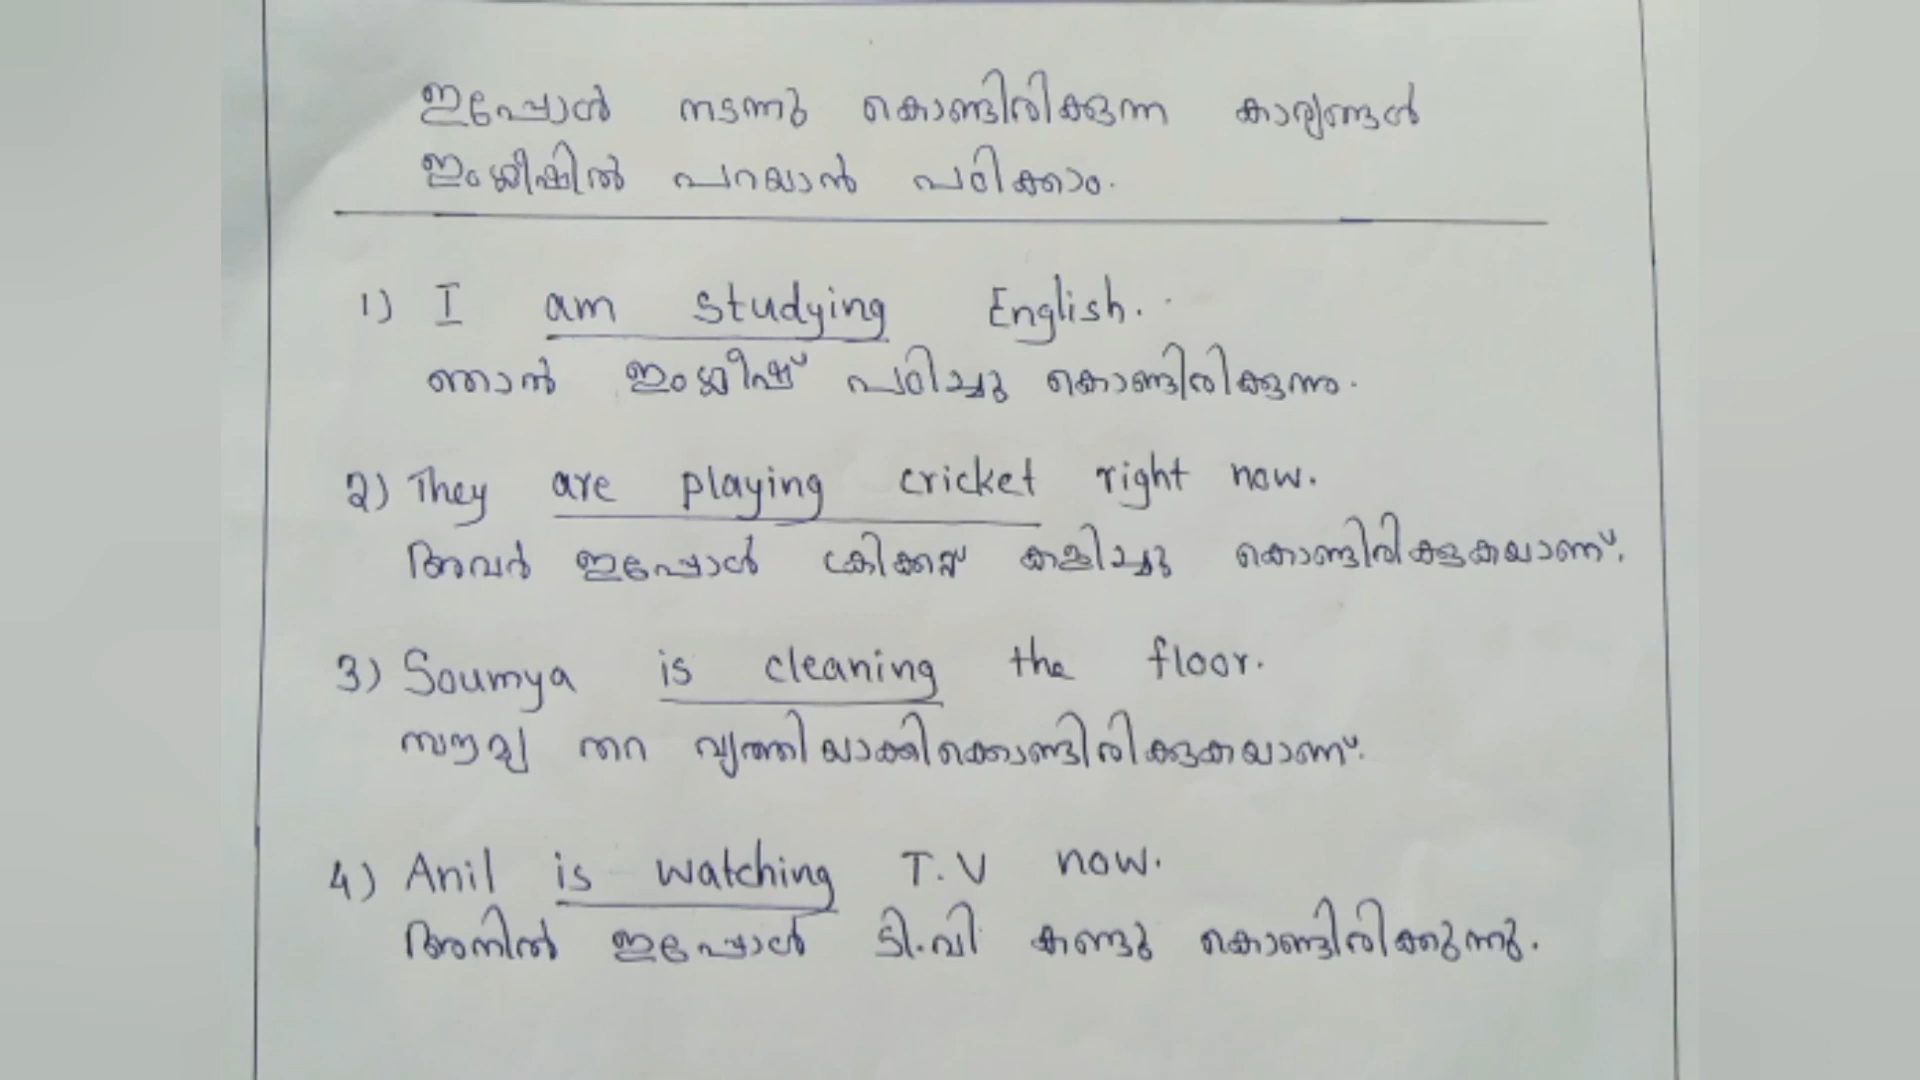 ഇപ്പോൾ നടന്നു കൊണ്ടിരിക്കുന്ന കാര്യങ്ങൾ
ഇംഗ്ലീഷിൽ പറയാൻ പഠിക്കാം.
1) I am studying English.
ഞാൻ ഇംഗ്ലീഷ് പഠിച്ചു കൊണ്ടിരിക്കുന്നു.
2) They are playing cricket right now.
അവർ ഇപ്പോൾ ക്രിക്കറ്റ് കളിച്ചു കൊണ്ടിരിക്കുകയാണ്.
3) Soumya is cleaning the floor.
സൗമ്യ തറ വൃത്തിയാക്കിക്കൊണ്ടിരിക്കുകയാണ്.
4) Anil is watching T.V now.
അനിൽ ഇപ്പോൾ ടി.വി കണ്ടു കൊണ്ടിരിക്കുന്നു.